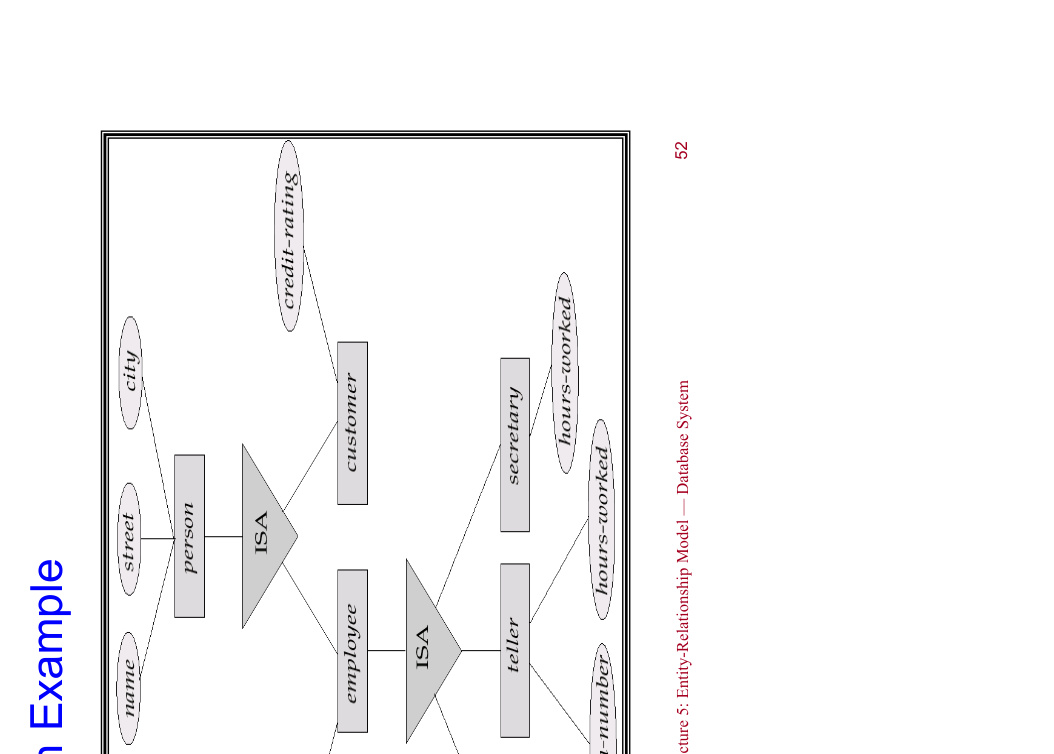 Example
name street city
person
ISA
credit-rating
employee customer
ISA
teller secretary
hours-worked
-number hours-worked
cture 5: Entity-Relationship Model — Database System
52